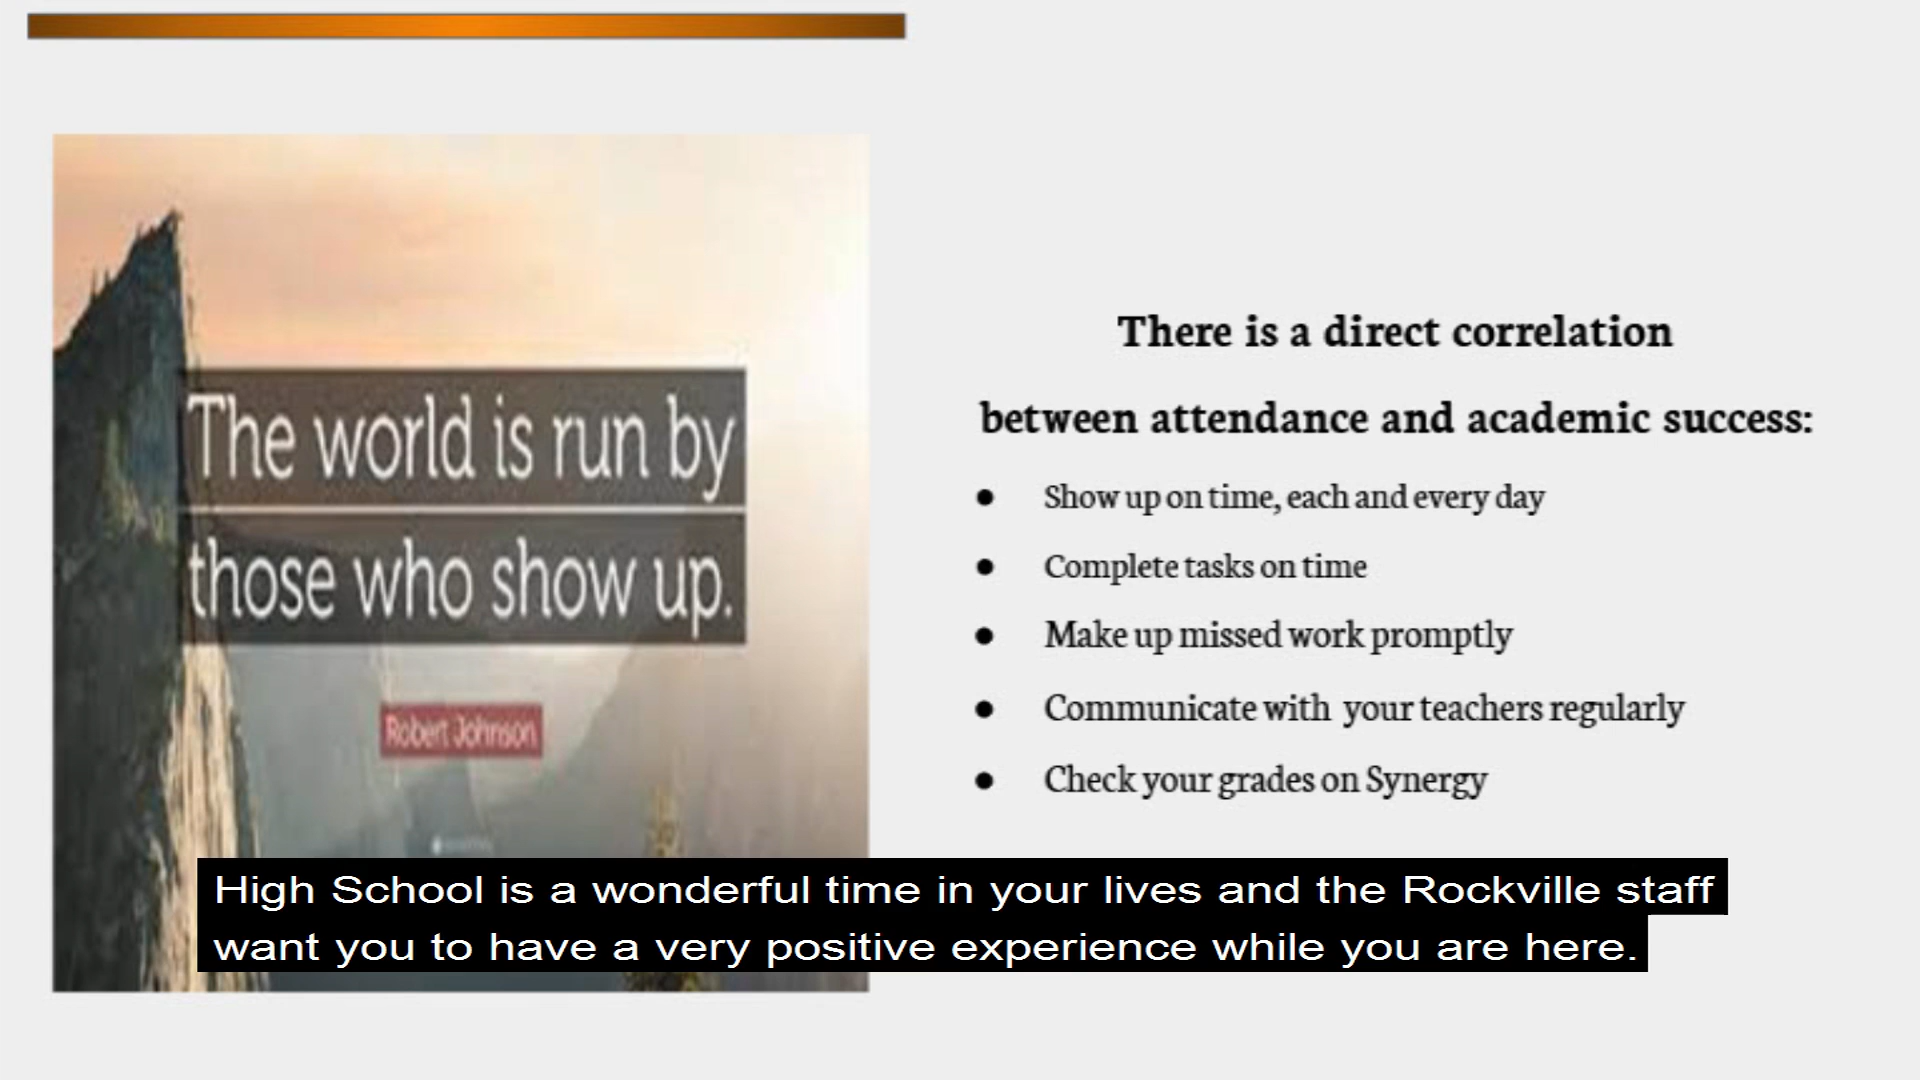 The world is run by
those who show up.
Robert Johnson
There is a direct correlation
between attendance and academic success:
● Show up on time, each and every day
● Complete tasks on time
● Make up missed work promptly
● Communicate with your teachers regularly
● Check your grades on Synergy
High School is a wonderful time in your lives and the Rockville staff
want you to have a very positive experience while you are here.